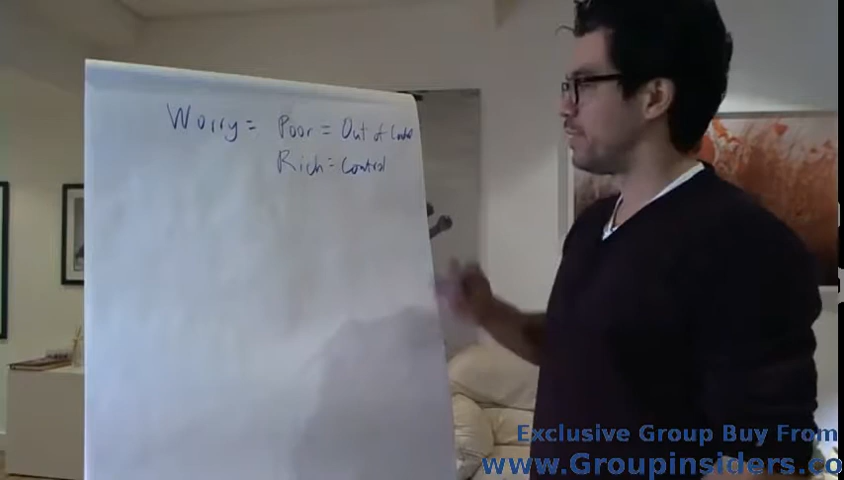 Worry = Poor = Out of Control
Rich = Control
Exclusive Group Buy From
www.Groupinsiders.co